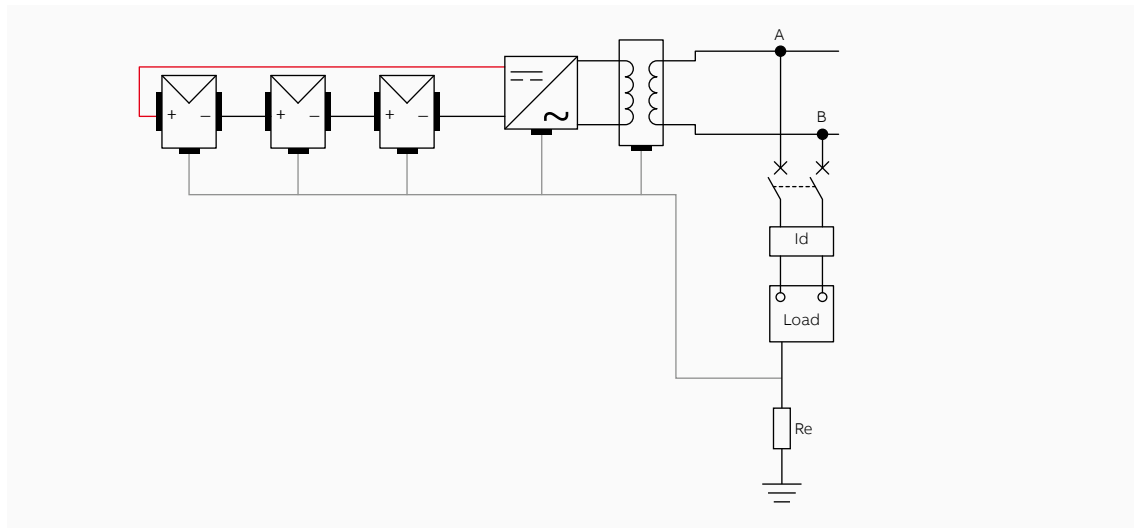 A
B
+ – + – + –
Id
Load
Re